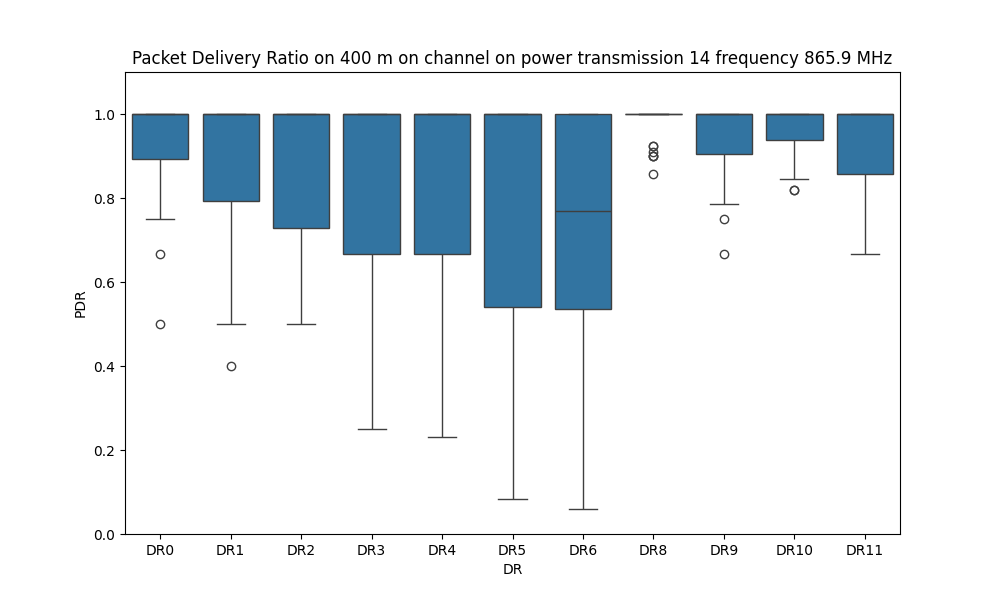 Packet Delivery Ratio on 400 m on channel on power transmission 14 frequency 865.9 MHz
1.0
0.8
0.6
0.4
0.2
0.0
PDR
DR0 DR1 DR2 DR3 DR4 DR5 DR6 DR8 DR9 DR10 DR11
DR